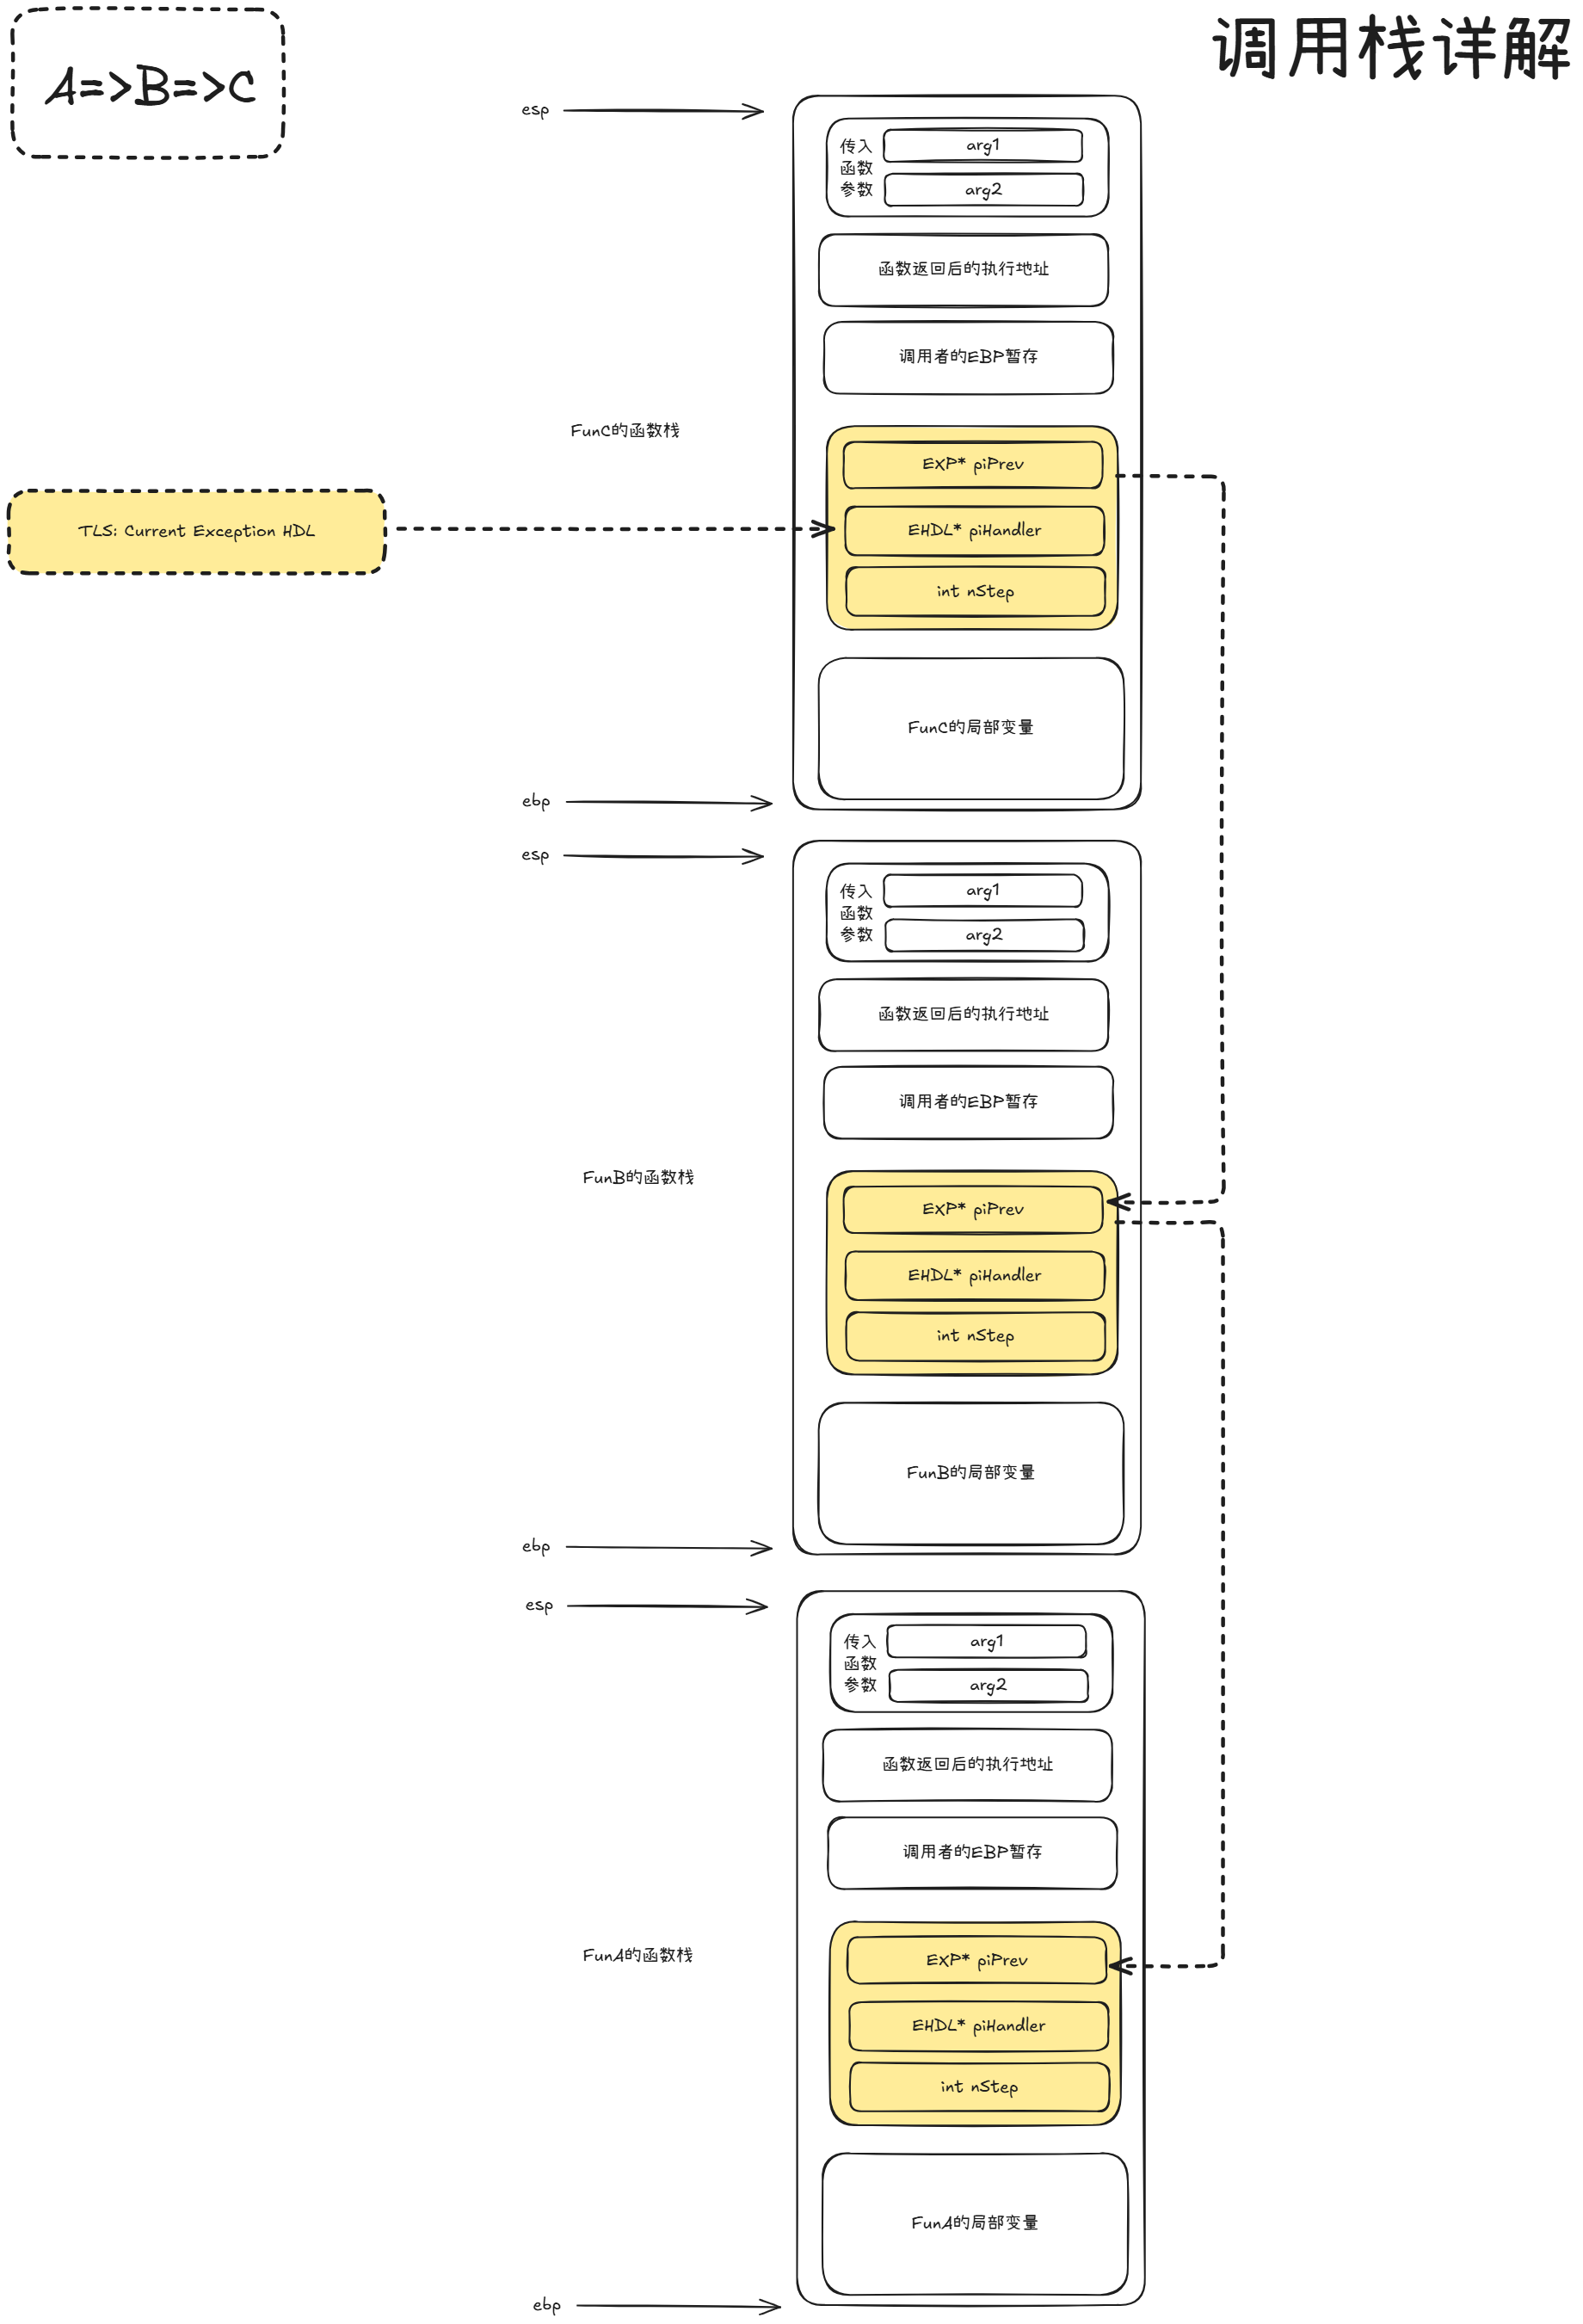 调用栈详解
A=>B=>C
esp
传入
函数
参数
arg1
arg2
函数返回后的执行地址
调用者的EBP暂存
FunC的函数栈
EXP* piPrev
TLS: Current Exception HDL
EHDL* piHandler
int nStep
FunC的局部变量
ebp
esp
传入
函数
参数
arg1
arg2
函数返回后的执行地址
调用者的EBP暂存
FunB的函数栈
EXP* piPrev
EHDL* piHandler
int nStep
FunB的局部变量
ebp
esp
传入
函数
参数
arg1
arg2
函数返回后的执行地址
调用者的EBP暂存
FunA的函数栈
EXP* piPrev
EHDL* piHandler
int nStep
FunA的局部变量
ebp